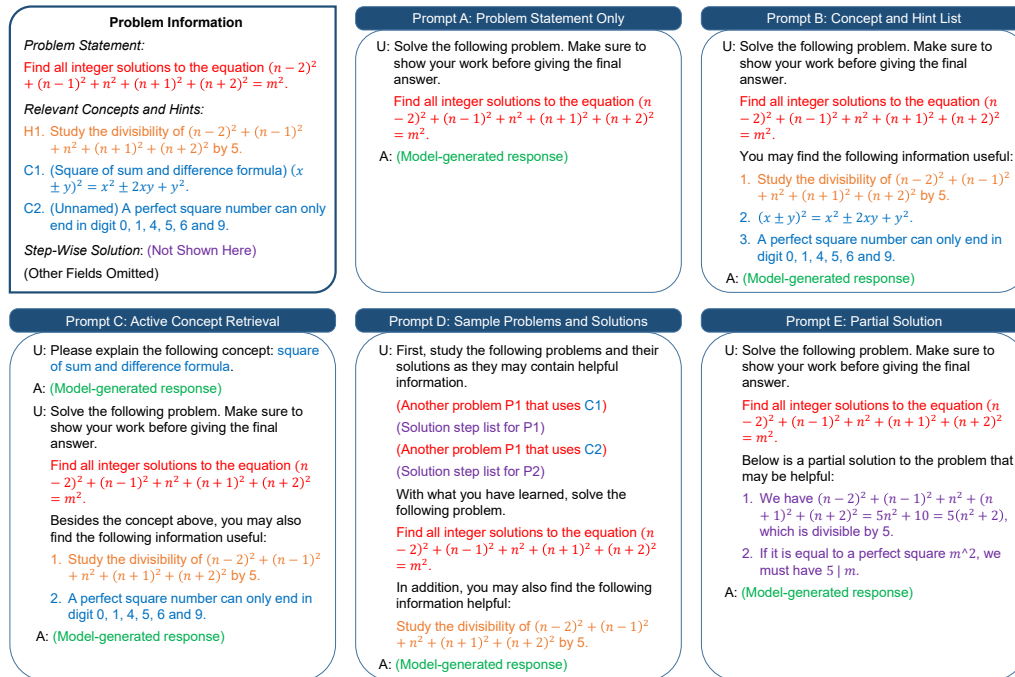 Problem Information
Problem Statement:
Find all integer solutions to the equation (n − 2)²
+ (n − 1)² + n² + (n + 1)² + (n + 2)² = m².
Relevant Concepts and Hints:
H1. Study the divisibility of (n − 2)² + (n − 1)²
+ n² + (n + 1)² + (n + 2)² by 5.
C1. (Square of sum and difference formula) (x
± y)² = x² ± 2xy + y².
C2. (Unnamed) A perfect square number can only
end in digit 0, 1, 4, 5, 6 and 9.
Step-Wise Solution: (Not Shown Here)
(Other Fields Omitted)
Prompt A: Problem Statement Only
U: Solve the following problem. Make sure to
show your work before giving the final
answer.
Find all integer solutions to the equation (n
− 2)² + (n − 1)² + n² + (n + 1)² + (n + 2)²
= m².
A: (Model-generated response)
Prompt B: Concept and Hint List
U: Solve the following problem. Make sure to
show your work before giving the final
answer.
Find all integer solutions to the equation (n
− 2)² + (n − 1)² + n² + (n + 1)² + (n + 2)²
= m².
You may find the following information useful:
1. Study the divisibility of (n − 2)² + (n − 1)²
+ n² + (n + 1)² + (n + 2)² by 5.
2. (x ± y)² = x² ± 2xy + y².
3. A perfect square number can only end in
digit 0, 1, 4, 5, 6 and 9.
A: (Model-generated response)
Prompt C: Active Concept Retrieval
U: Please explain the following concept: square
of sum and difference formula.
A: (Model-generated response)
U: Solve the following problem. Make sure to
show your work before giving the final
answer.
Find all integer solutions to the equation (n
− 2)² + (n − 1)² + n² + (n + 1)² + (n + 2)²
= m².
Besides the concept above, you may also
find the following information useful:
1. Study the divisibility of (n − 2)² + (n − 1)²
+ n² + (n + 1)² + (n + 2)² by 5.
2. A perfect square number can only end in
digit 0, 1, 4, 5, 6 and 9.
A: (Model-generated response)
Prompt D: Sample Problems and Solutions
U: First, study the following problems and their
solutions as they may contain helpful
information.
(Another problem P1 that uses C1)
(Solution step list for P1)
(Another problem P1 that uses C2)
(Solution step list for P2)
With what you have learned, solve the
following problem.
Find all integer solutions to the equation (n
− 2)² + (n − 1)² + n² + (n + 1)² + (n + 2)²
= m².
In addition, you may also find the following
information helpful:
Study the divisibility of (n − 2)² + (n − 1)²
+ n² + (n + 1)² + (n + 2)² by 5.
A: (Model-generated response)
Prompt E: Partial Solution
U: Solve the following problem. Make sure to
show your work before giving the final
answer.
Find all integer solutions to the equation (n
− 2)² + (n − 1)² + n² + (n + 1)² + (n + 2)²
= m².
Below is a partial solution to the problem that
may be helpful:
1. We have (n − 2)² + (n − 1)² + n² + (n
+ 1)² + (n + 2)² = 5n² + 10 = 5(n² + 2),
which is divisible by 5.
2. If it is equal to a perfect square m^2, we
must have 5 | m.
A: (Model-generated response)